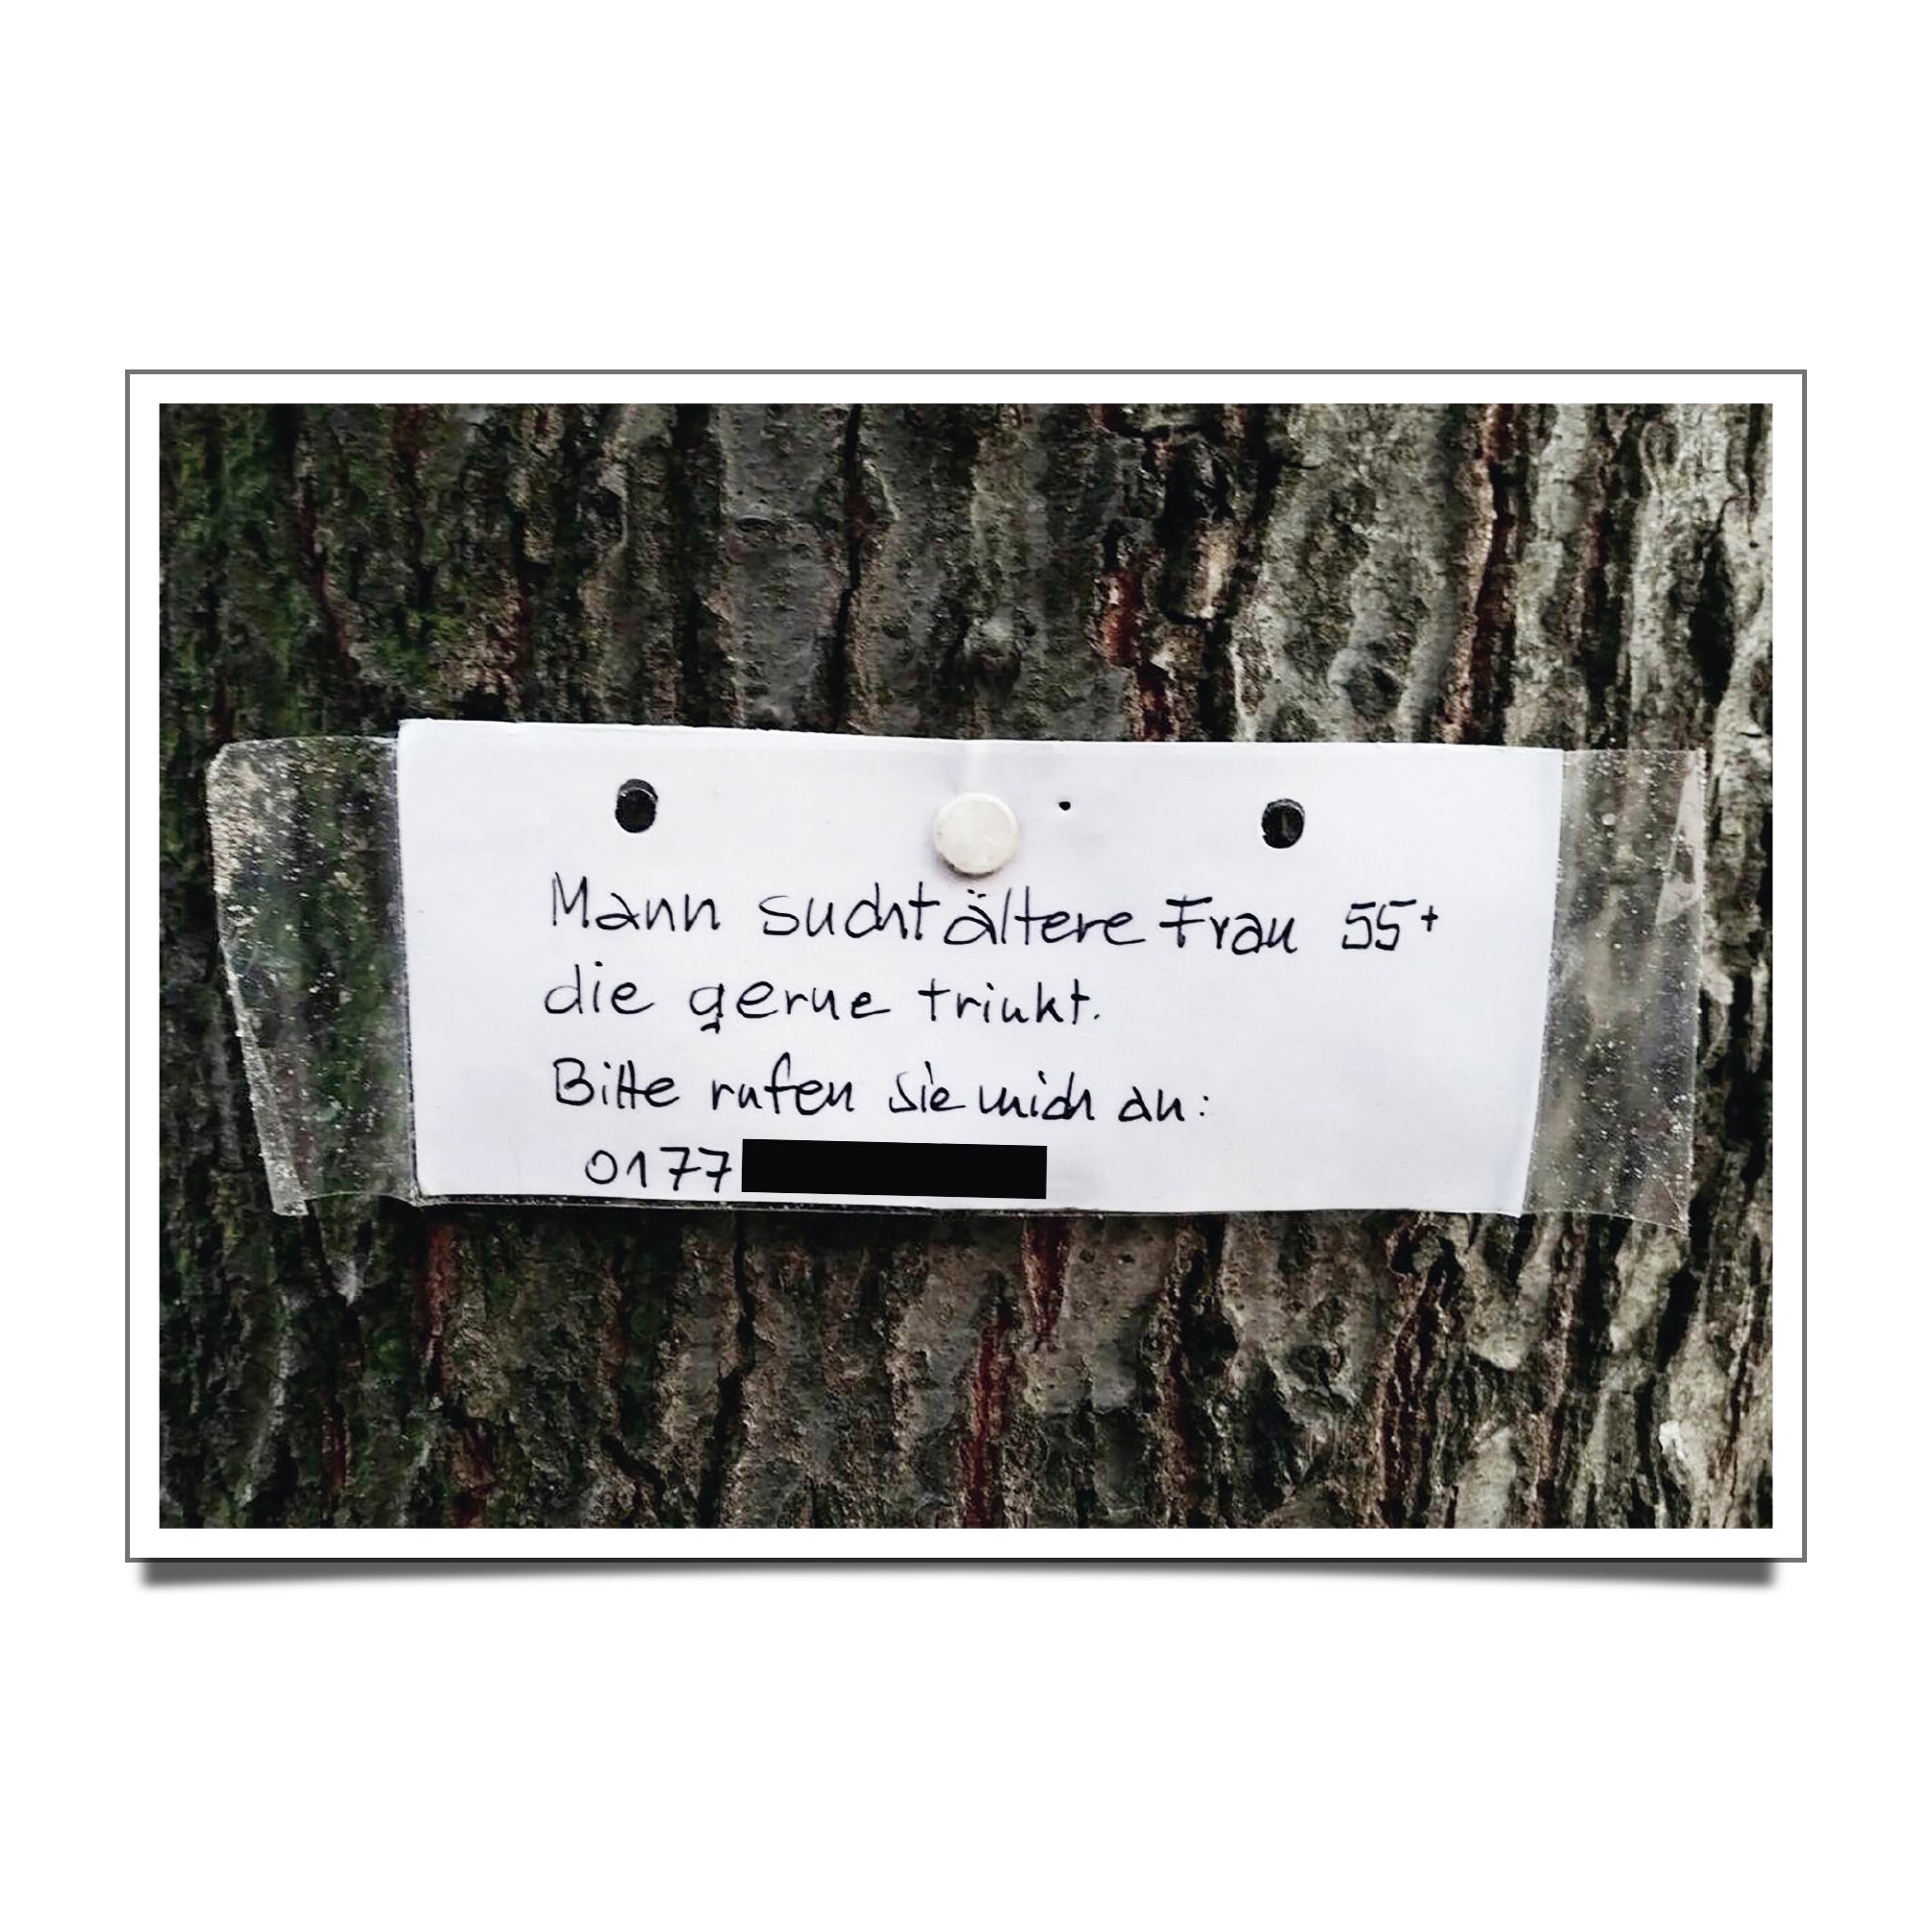 Mann sucht ältere Frau 55+
die gerne trinkt.
Bitte rufen Sie mich an:
0177